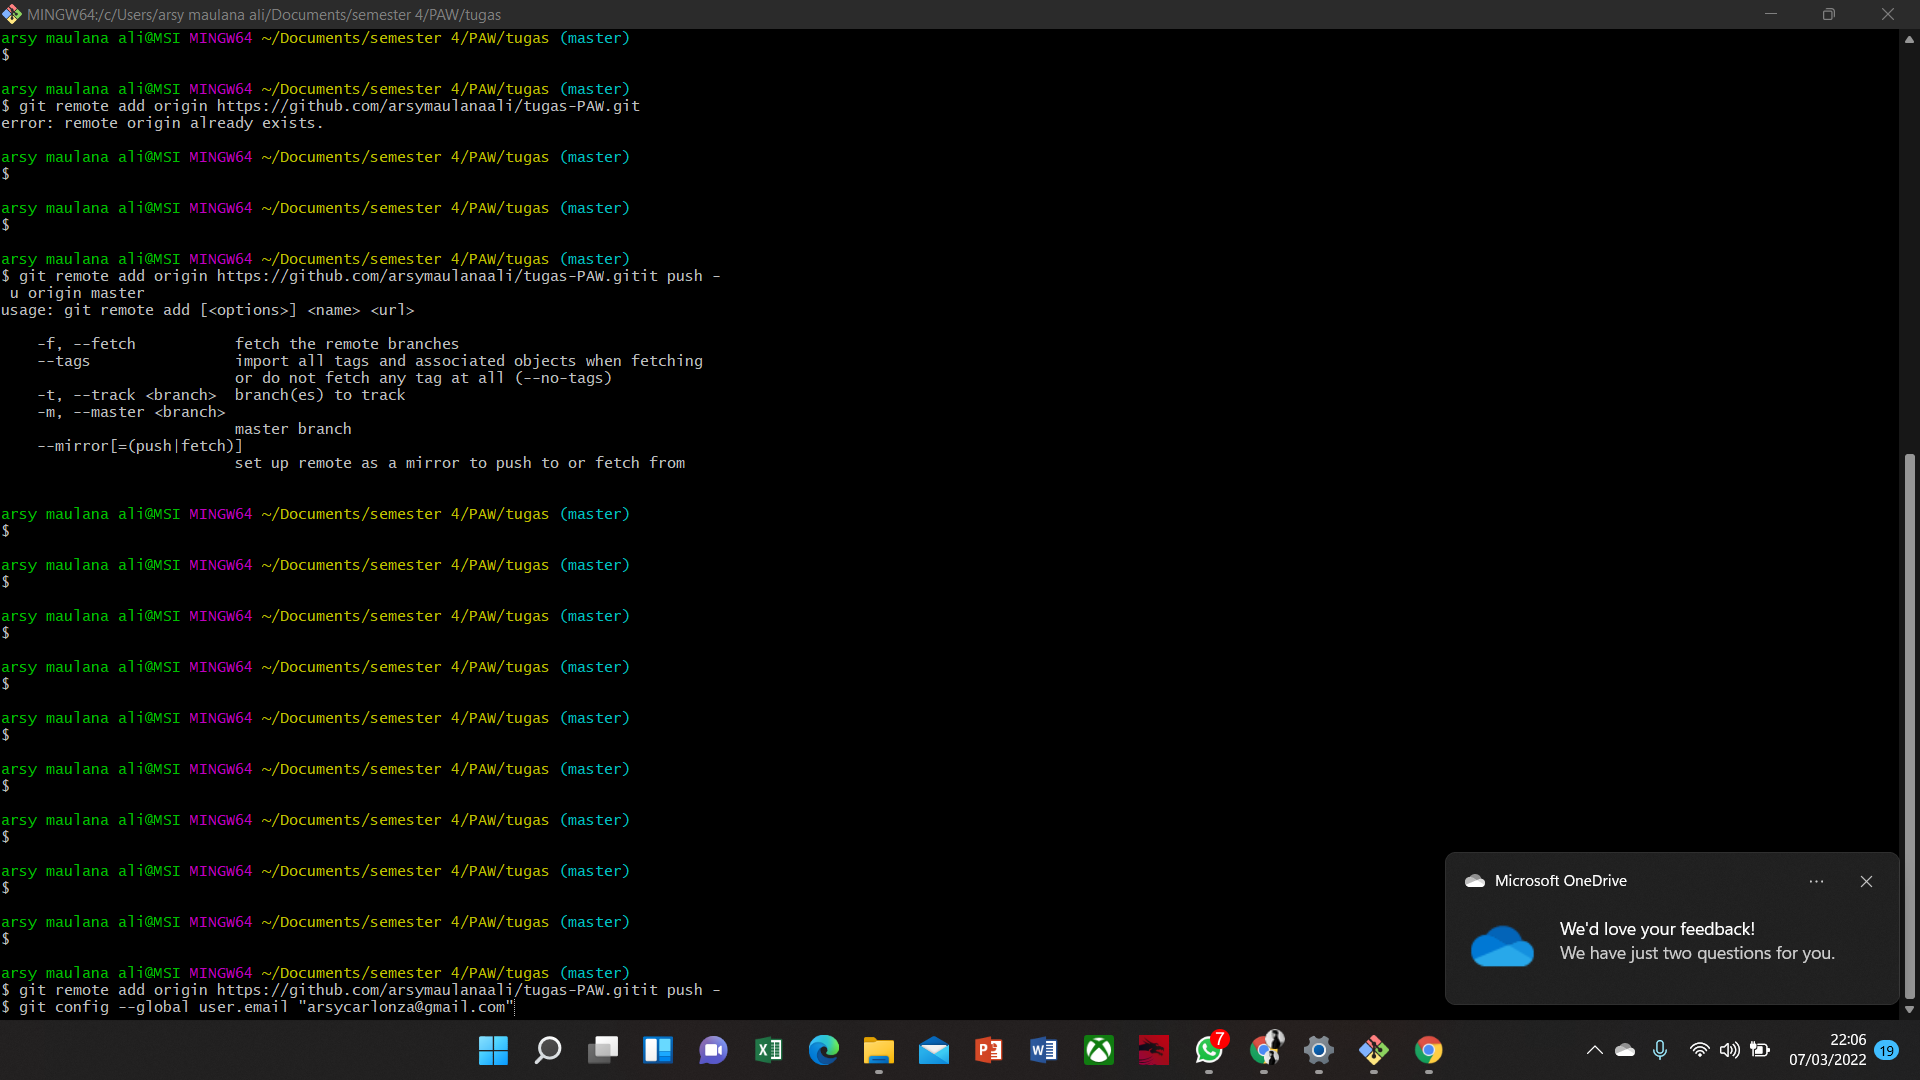 MINGW64:/c/Users/arsy maulana ali/Documents/semester 4/PAW/tugas
arsy maulana ali@MSI MINGW64 ~/Documents/semester 4/PAW/tugas (master)
$
arsy maulana ali@MSI MINGW64 ~/Documents/semester 4/PAW/tugas (master)
$ git remote add origin https://github.com/arsymaulanaali/tugas-PAW.git
error: remote origin already exists.
arsy maulana ali@MSI MINGW64 ~/Documents/semester 4/PAW/tugas (master)
$
arsy maulana ali@MSI MINGW64 ~/Documents/semester 4/PAW/tugas (master)
$
arsy maulana ali@MSI MINGW64 ~/Documents/semester 4/PAW/tugas (master)
$ git remote add origin https://github.com/arsymaulanaali/tugas-PAW.gitit push -
u origin master
usage: git remote add [<options>] <name> <url>
-f, --fetch fetch the remote branches
--tags import all tags and associated objects when fetching
or do not fetch any tag at all (--no-tags)
-t, --track <branch> branch(es) to track
-m, --master <branch>
master branch
--mirror[=(push|fetch)]
set up remote as a mirror to push to or fetch from
arsy maulana ali@MSI MINGW64 ~/Documents/semester 4/PAW/tugas (master)
$
arsy maulana ali@MSI MINGW64 ~/Documents/semester 4/PAW/tugas (master)
$
arsy maulana ali@MSI MINGW64 ~/Documents/semester 4/PAW/tugas (master)
$
arsy maulana ali@MSI MINGW64 ~/Documents/semester 4/PAW/tugas (master)
$
arsy maulana ali@MSI MINGW64 ~/Documents/semester 4/PAW/tugas (master)
$
arsy maulana ali@MSI MINGW64 ~/Documents/semester 4/PAW/tugas (master)
$
arsy maulana ali@MSI MINGW64 ~/Documents/semester 4/PAW/tugas (master)
$
arsy maulana ali@MSI MINGW64 ~/Documents/semester 4/PAW/tugas (master)
$
arsy maulana ali@MSI MINGW64 ~/Documents/semester 4/PAW/tugas (master)
$
arsy maulana ali@MSI MINGW64 ~/Documents/semester 4/PAW/tugas (master)
$ git remote add origin https://github.com/arsymaulanaali/tugas-PAW.gitit push -
$ git config --global user.email "arsycarlonza@gmail.com"
Microsoft OneDrive
We'd love your feedback!
We have just two questions for you.
7
22:06
07/03/2022
19